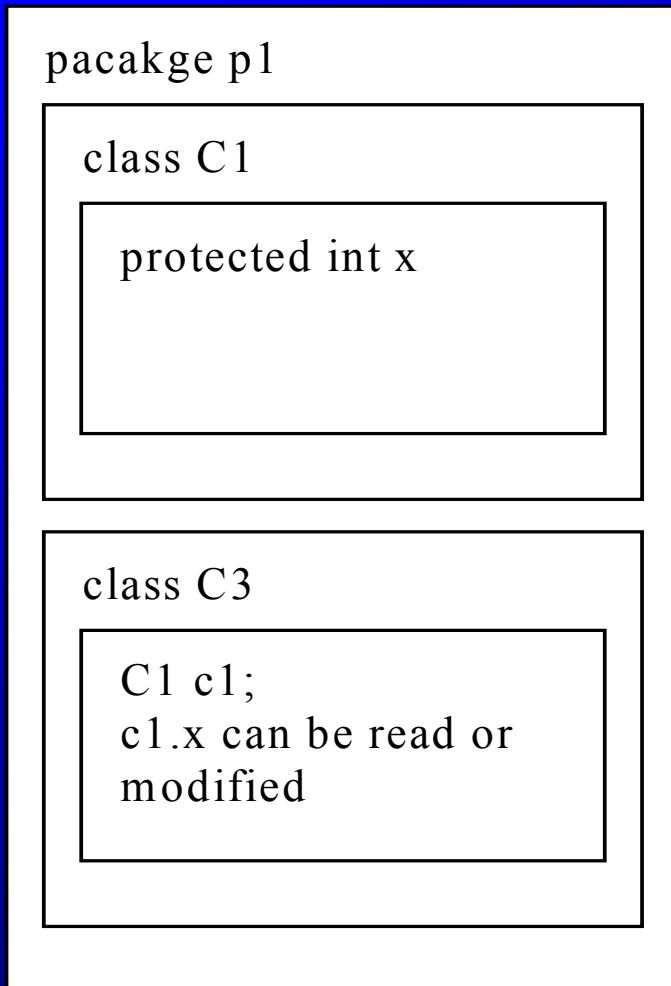 pacakge p1
class C1
protected int x
class C3
C1 c1;
c1.x can be read or
modified